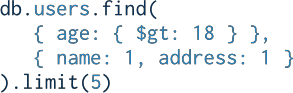 db.users.find(
   { age: { $gt: 18 } },
   { name: 1, address: 1 }
).limit(5)